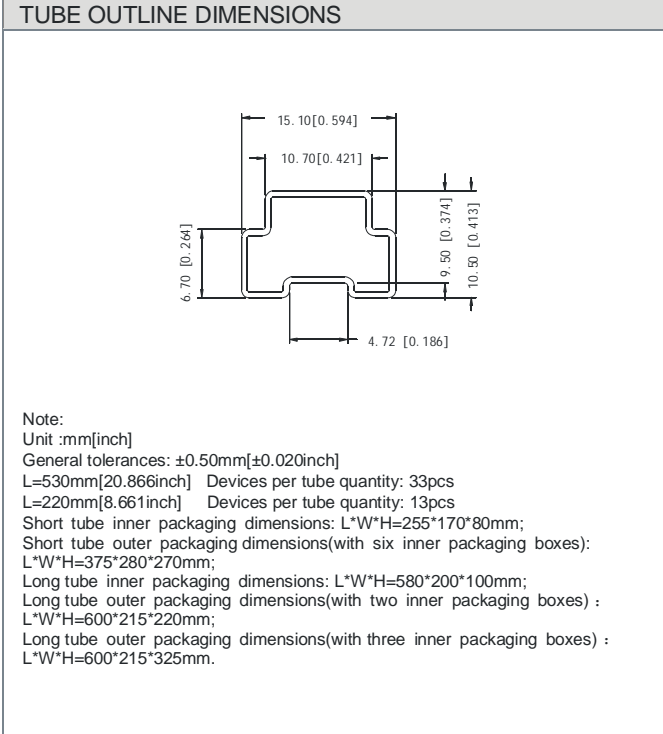 TUBE OUTLINE DIMENSIONS
15.10[0.594]
10.70[0.421]
6.70 [0.264]
9.50 [0.374]
10.50 [0.413]
4.72 [0.186]
Note:
Unit :mm[inch]
General tolerances: ±0.50mm[±0.020inch]
L=530mm[20.866inch] Devices per tube quantity: 33pcs
L=220mm[8.661inch] Devices per tube quantity: 13pcs
Short tube inner packaging dimensions: L*W*H=255*170*80mm;
Short tube outer packaging dimensions(with six inner packaging boxes):
L*W*H=375*280*270mm;
Long tube inner packaging dimensions: L*W*H=580*200*100mm;
Long tube outer packaging dimensions(with two inner packaging boxes)：
L*W*H=600*215*220mm;
Long tube outer packaging dimensions(with three inner packaging boxes)：
L*W*H=600*215*325mm.